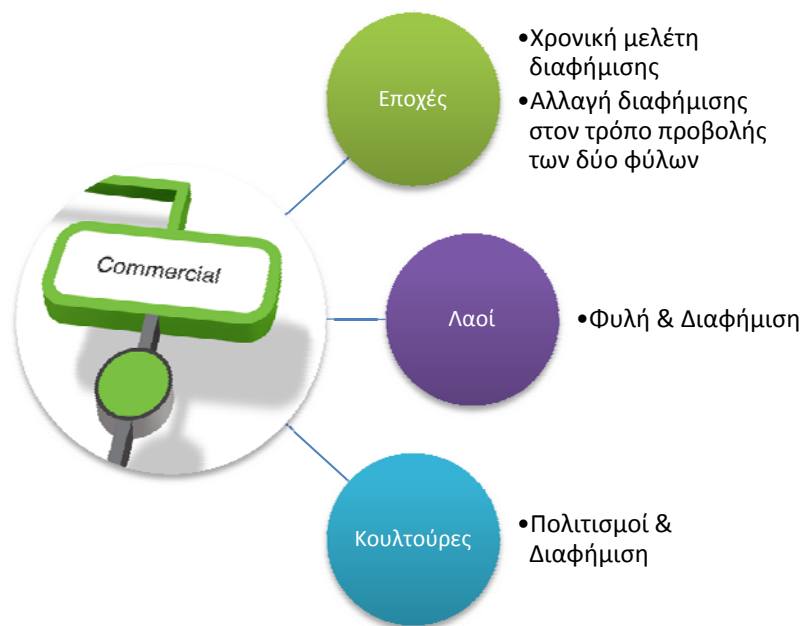 Εποχές
•Χρονική μελέτη
διαφήμισης
•Αλλαγή διαφήμισης
στον τρόπο προβολής
των δύο φύλων
Commercial
Λαοί
•Φυλή & Διαφήμιση
Κουλτούρες
•Πολιτισμοί &
Διαφήμιση